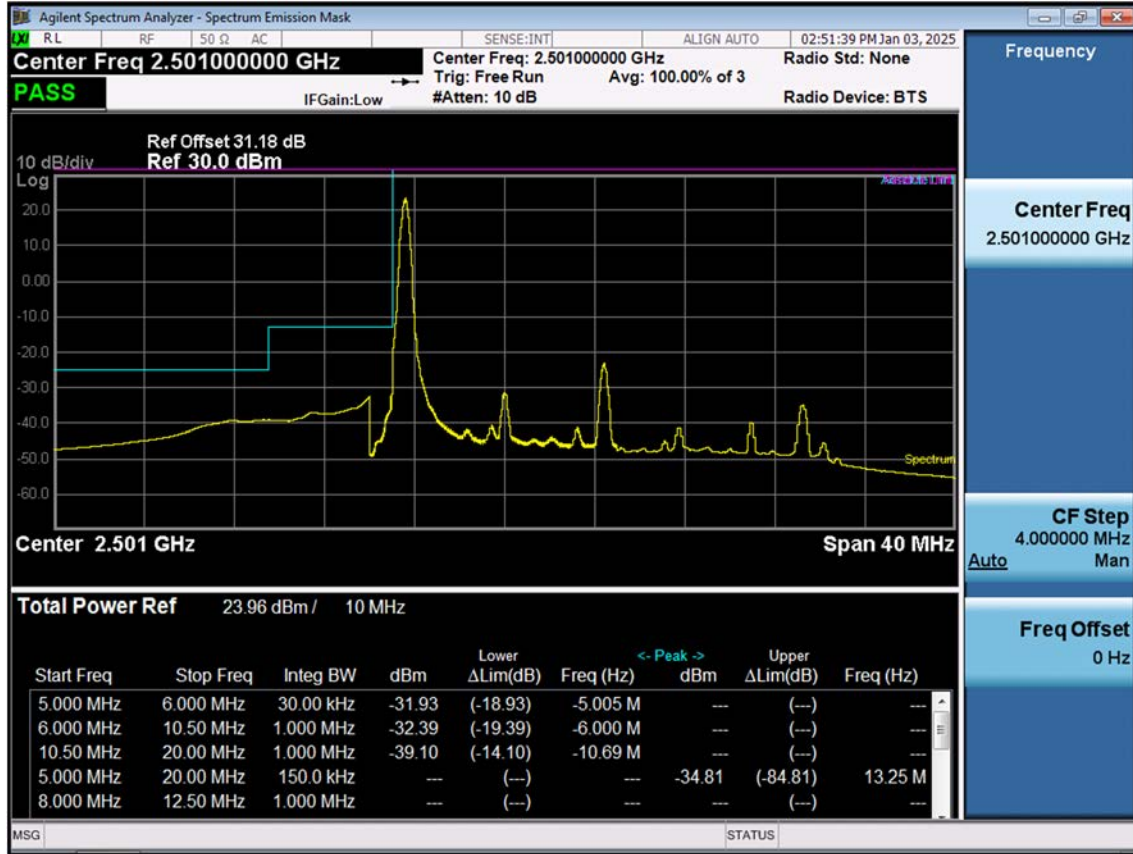 Agilent Spectrum Analyzer - Spectrum Emission Mask
LXI RL RF 50 Ω AC SENSE:INT ALIGN AUTO 02:51:39 PM Jan 03, 2025
Center Freq 2.501000000 GHz Center Freq: 2.501000000 GHz Radio Std: None
Trig: Free Run Avg: 100.00% of 3
PASS IFGain:Low #Atten: 10 dB Radio Device: BTS
Ref Offset 31.18 dB
10 dB/div Ref 30.0 dBm
Log
Absolute Limit
20.0
10.0
0.00
-10.0
-20.0
-30.0
-40.0
-50.0
Spectrum
-60.0
Center 2.501 GHz Span 40 MHz
Total Power Ref 23.96 dBm / 10 MHz
Lower <- Peak -> Upper
Start Freq Stop Freq Integ BW dBm ΔLim(dB) Freq (Hz) dBm ΔLim(dB) Freq (Hz)
5.000 MHz 6.000 MHz 30.00 kHz -31.93 (-18.93) -5.005 M --- (---) ---
6.000 MHz 10.50 MHz 1.000 MHz -32.39 (-19.39) -6.000 M --- (---) ---
10.50 MHz 20.00 MHz 1.000 MHz -39.10 (-14.10) -10.69 M --- (---) ---
5.000 MHz 20.00 MHz 150.0 kHz --- (---) --- -34.81 (-84.81) 13.25 M
8.000 MHz 12.50 MHz 1.000 MHz --- (---) --- --- (---) ---
MSG STATUS
Frequency
Center Freq
2.501000000 GHz
CF Step
4.000000 MHz
Auto Man
Freq Offset
0 Hz